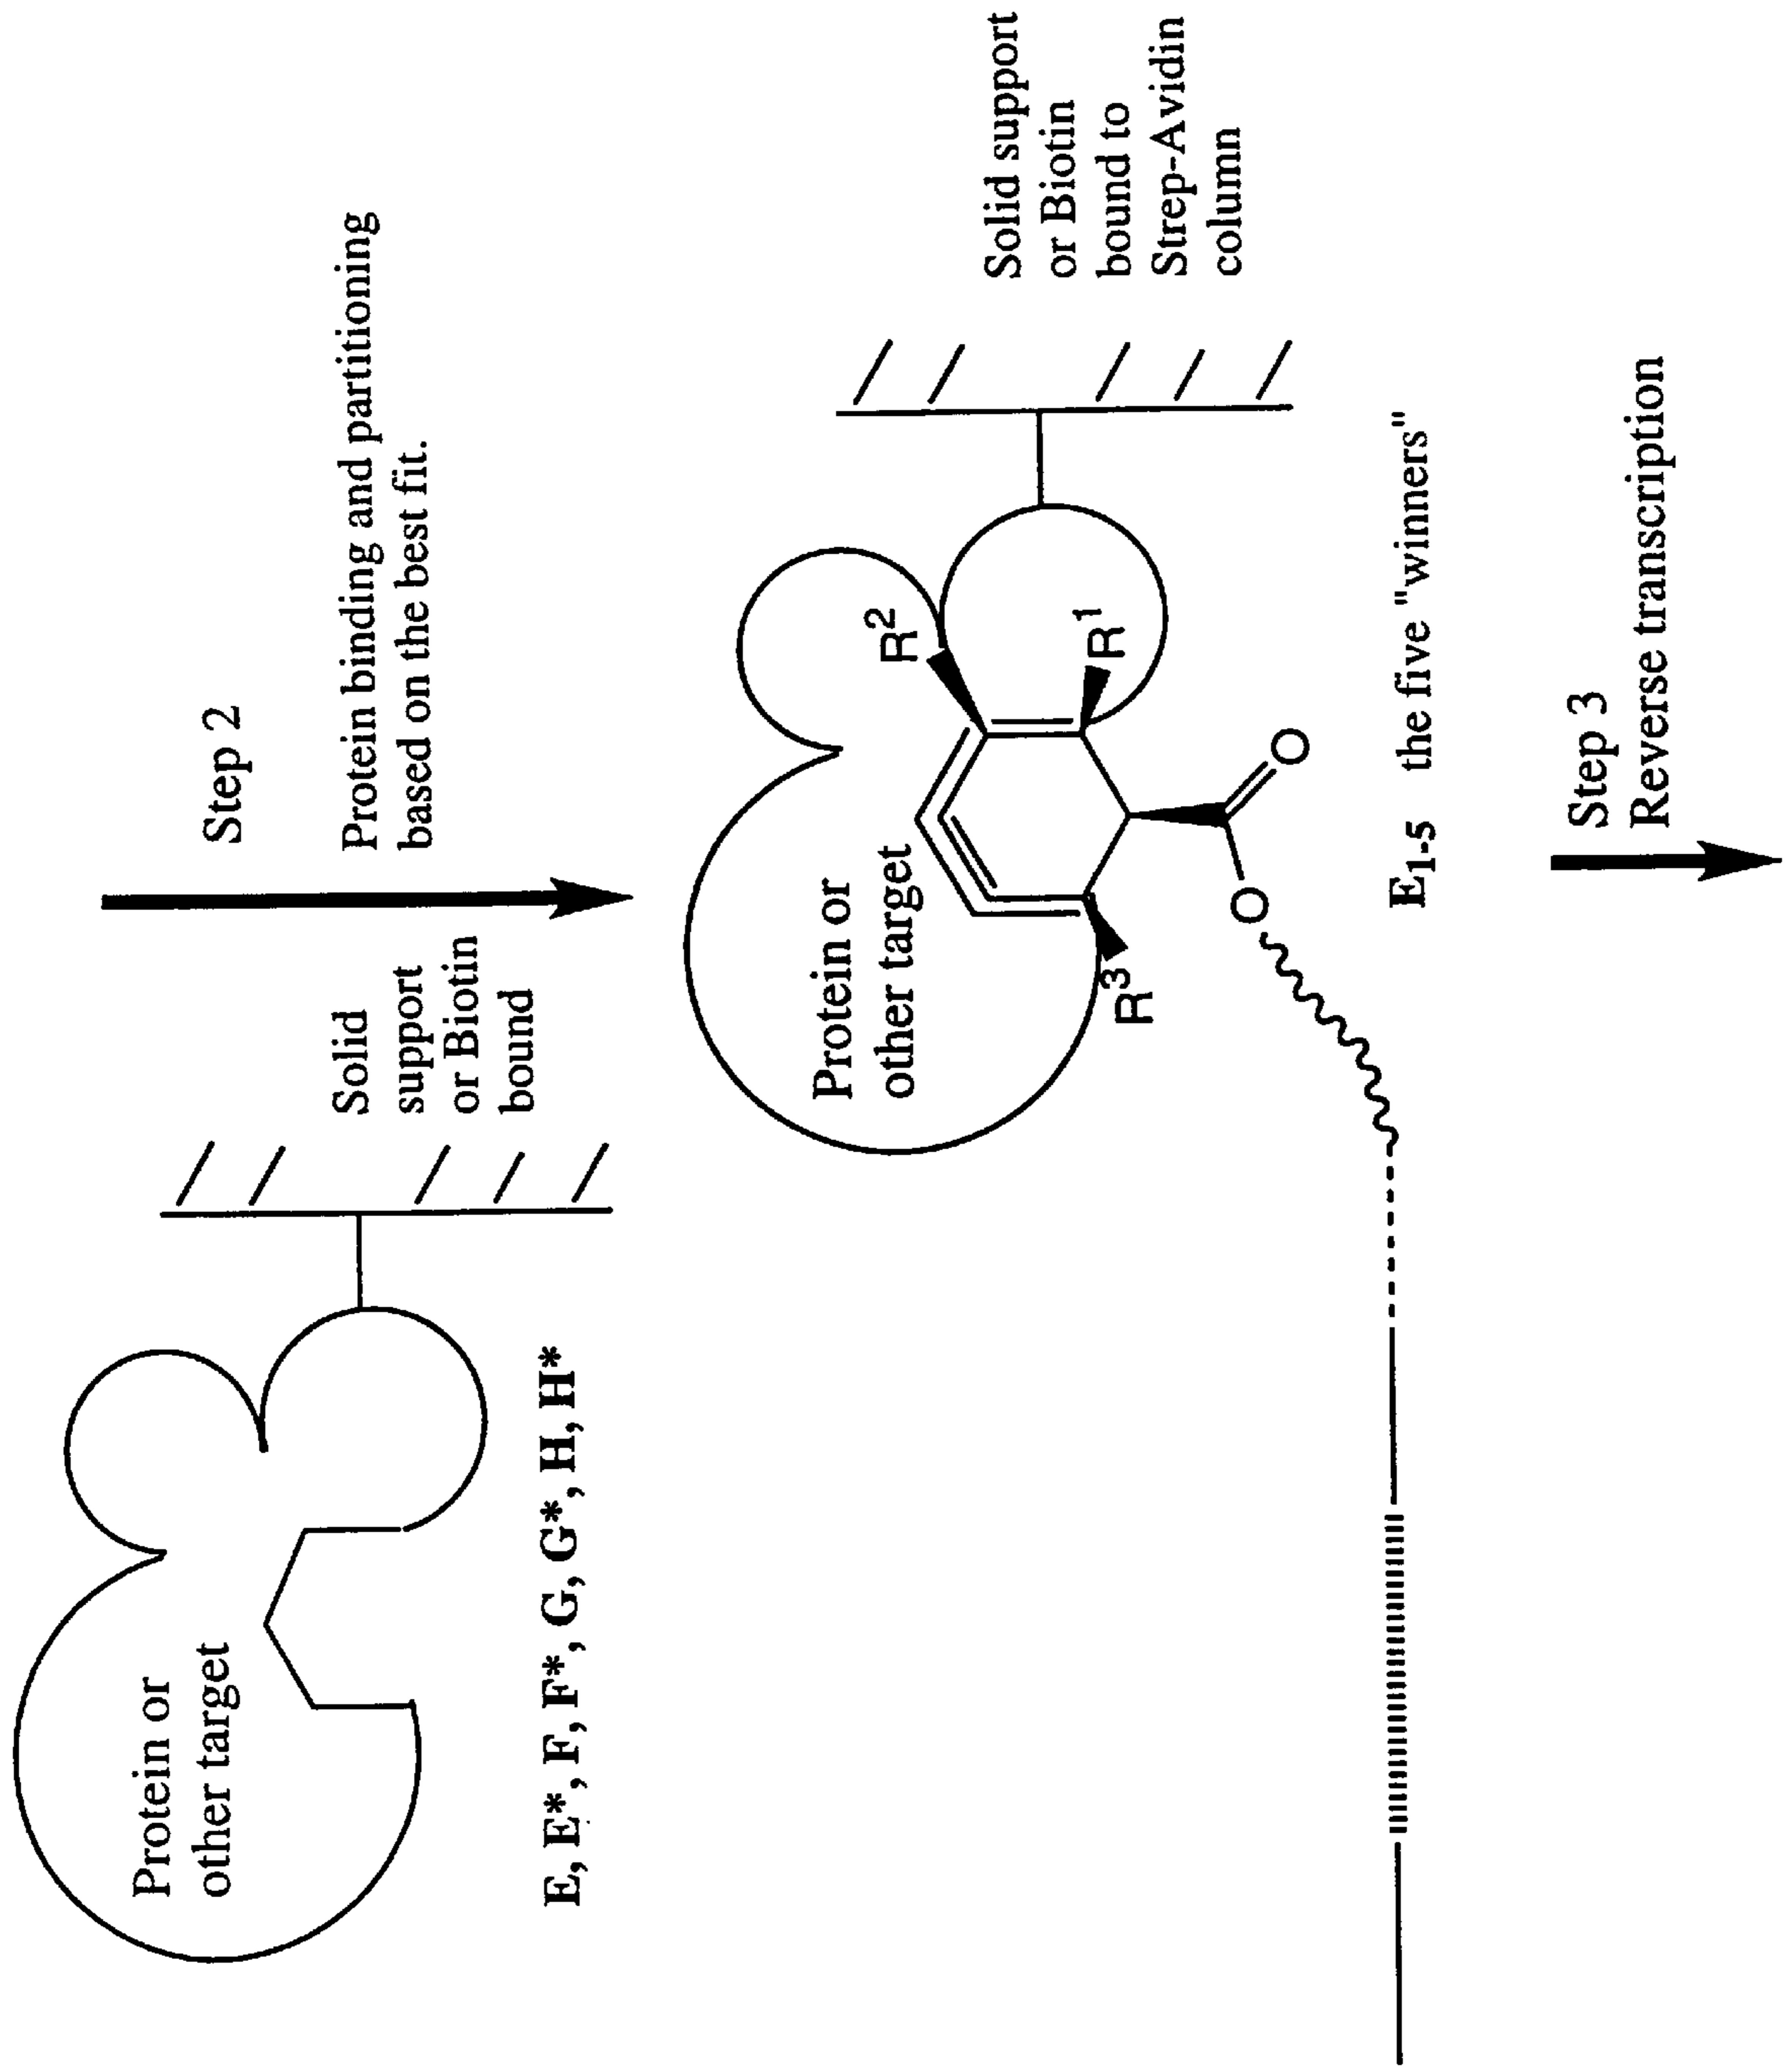 Protein or
other target
Solid
support
or Biotin
bound
E, E*, F, F*, G, G*, H, H*
Step 2
Protein binding and partitioning
based on the best fit.
Protein or
other target
R²
R¹
R³
O
O
Solid support
or Biotin
bound to
Strep-Avidin
column
E₁₋₅ the five "winners"
Step 3
Reverse transcription